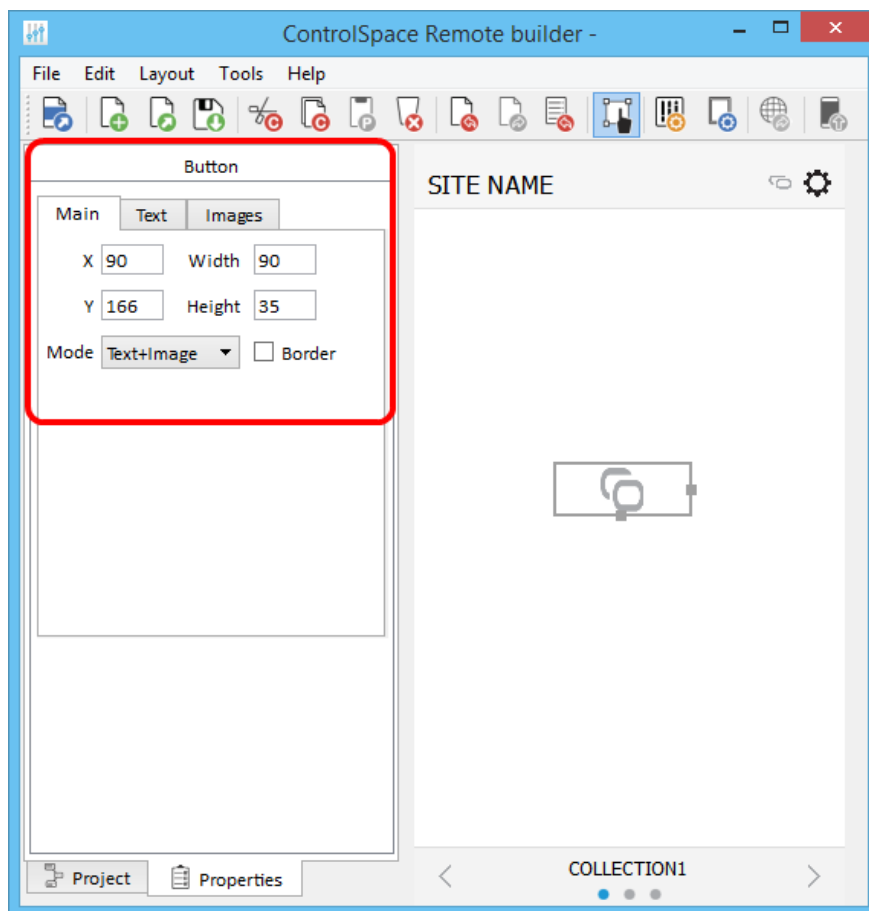 ControlSpace Remote builder -
File Edit Layout Tools Help
Button
Main Text Images
X 90 Width 90
Y 166 Height 35
Mode Text+Image Border
SITE NAME
Project Properties
COLLECTION1